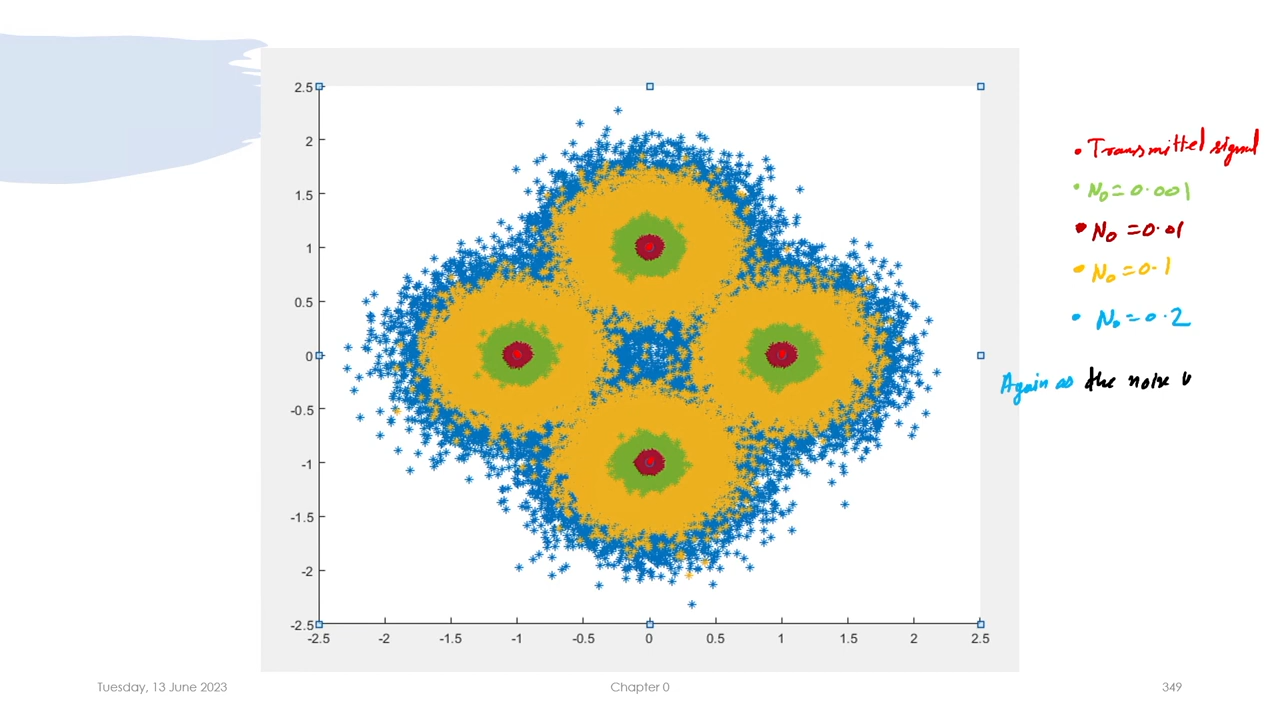 2.5
2
1.5
1
0.5
0
-0.5
-1
-1.5
-2
-2.5
-2.5 -2 -1.5 -1 -0.5 0 0.5 1 1.5 2 2.5
• Transmitted signal
• N₀ = 0.001
• N₀ = 0.01
• N₀ = 0.1
• N₀ = 0.2
Again as the noise
Tuesday, 13 June 2023 Chapter 0 349